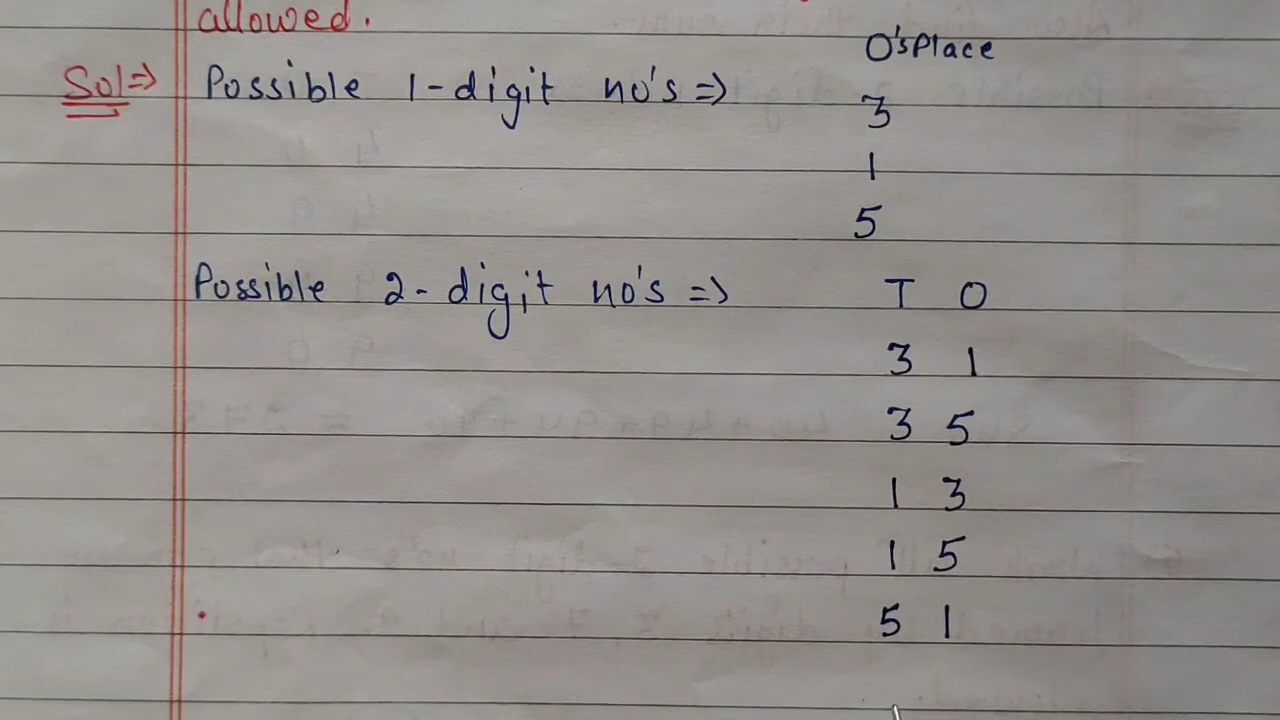 allowed.
O'sPlace
Sol⇒ Possible 1-digit no's ⇒
3
1
5
Possible 2-digit no's ⇒ T O
3 1
3 5
1 3
1 5
5 1